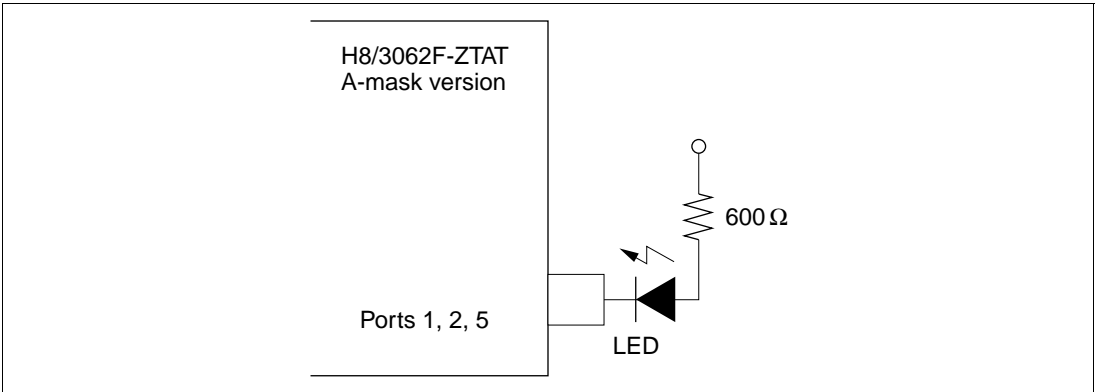 H8/3062F-ZTAT
A-mask version
600 Ω
Ports 1, 2, 5
LED